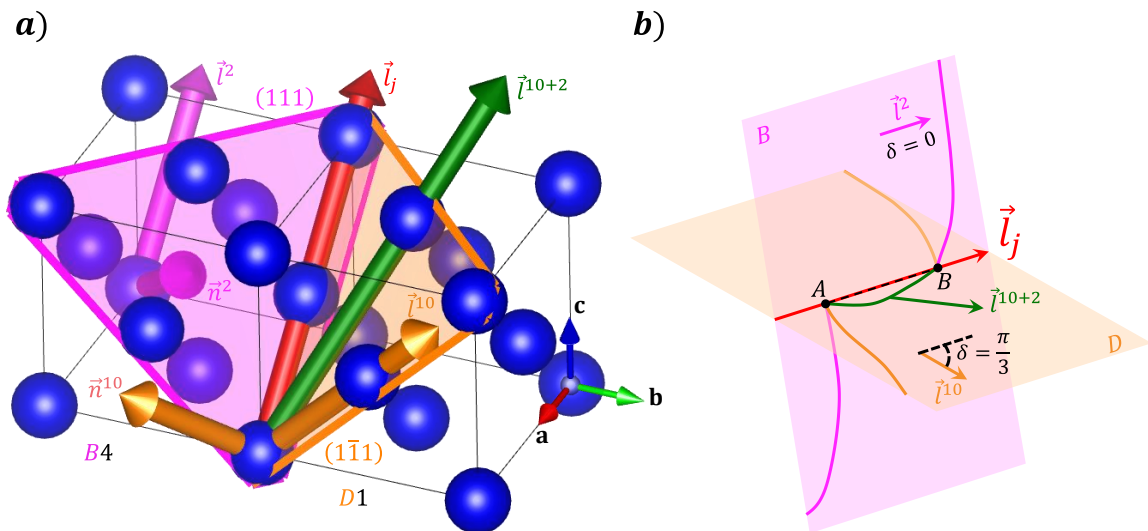 a)
b)
l⃗²
(111)
l⃗ⱼ
l⃗¹⁰⁺²
n⃗²
l⃗¹⁰
n⃗¹⁰
c
b
a
B4
(11̄1)
D1
B
l⃗²
δ = 0
l⃗ⱼ
A
B
l⃗¹⁰⁺²
δ = π/3
l⃗¹⁰
D